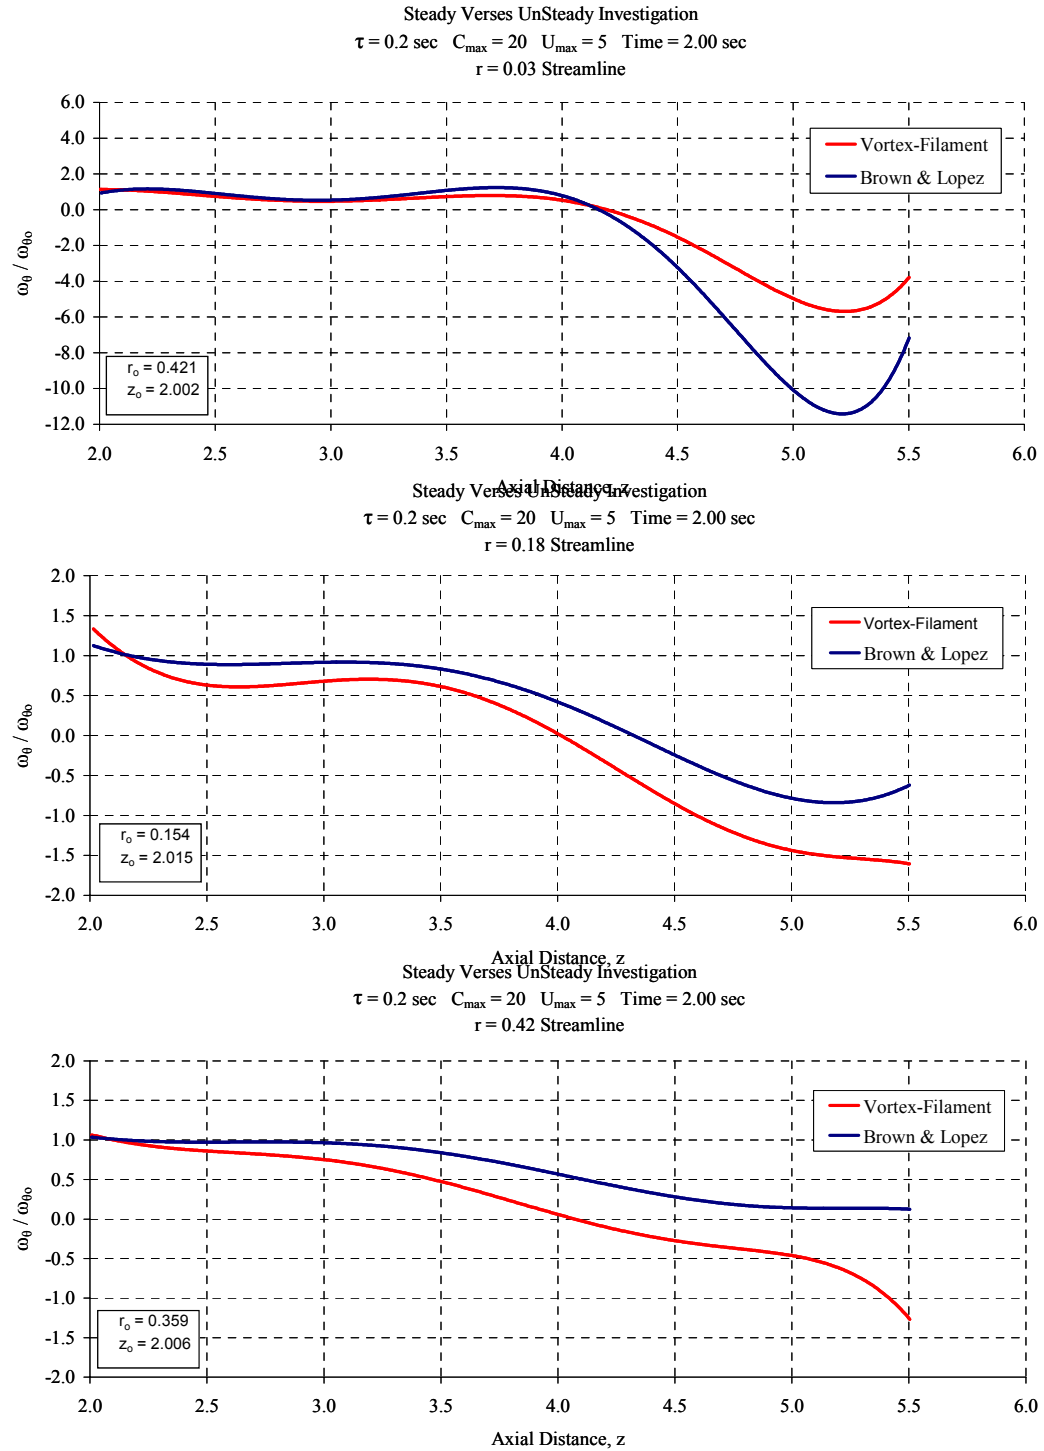 Steady Verses UnSteady Investigation
τ = 0.2 sec C_max = 20 U_max = 5 Time = 2.00 sec
r = 0.03 Streamline
6.0
4.0
2.0
0.0
-2.0
-4.0
-6.0
-8.0
-10.0
-12.0
ω_θ / ω_θo
Vortex-Filament
Brown & Lopez
r_o = 0.421
z_o = 2.002
2.0 2.5 3.0 3.5 4.0 4.5 5.0 5.5 6.0
Axial Distance, z
Steady Verses UnSteady Investigation
τ = 0.2 sec C_max = 20 U_max = 5 Time = 2.00 sec
r = 0.18 Streamline
2.0
1.5
1.0
0.5
0.0
-0.5
-1.0
-1.5
-2.0
ω_θ / ω_θo
Vortex-Filament
Brown & Lopez
r_o = 0.154
z_o = 2.015
2.0 2.5 3.0 3.5 4.0 4.5 5.0 5.5 6.0
Axial Distance, z
Steady Verses UnSteady Investigation
τ = 0.2 sec C_max = 20 U_max = 5 Time = 2.00 sec
r = 0.42 Streamline
2.0
1.5
1.0
0.5
0.0
-0.5
-1.0
-1.5
-2.0
ω_θ / ω_θo
Vortex-Filament
Brown & Lopez
r_o = 0.359
z_o = 2.006
2.0 2.5 3.0 3.5 4.0 4.5 5.0 5.5 6.0
Axial Distance, z